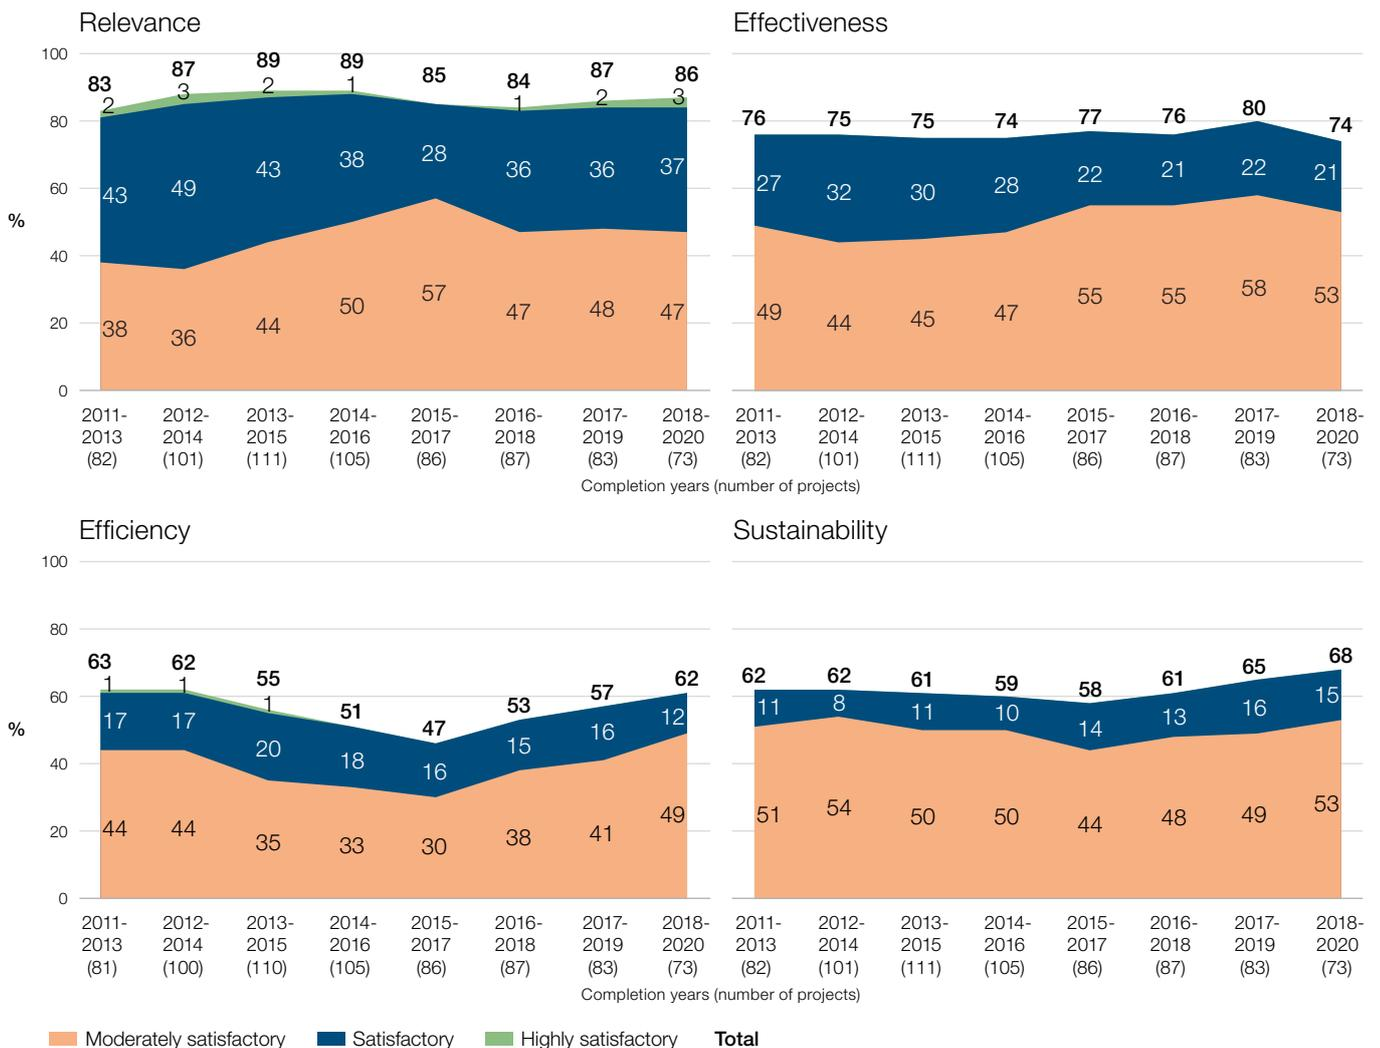 Relevance
Effectiveness
100
83 87 89 89 85 84 87 86
2 3 2 1 1 2 3
76 75 75 74 77 76 80 74
80
43 49 43 38 28 36 36 37
27 32 30 28 22 21 22 21
60
%
40
38 36 44 50 57 47 48 47
49 44 45 47 55 55 58 53
20
0
2011- 2012- 2013- 2014- 2015- 2016- 2017- 2018-
2013 2014 2015 2016 2017 2018 2019 2020
(82) (101) (111) (105) (86) (87) (83) (73)
2011- 2012- 2013- 2014- 2015- 2016- 2017- 2018-
2013 2014 2015 2016 2017 2018 2019 2020
(82) (101) (111) (105) (86) (87) (83) (73)
Completion years (number of projects)
Efficiency
Sustainability
100
80
63 62 55 51 47 53 57 62
1 1 1
62 62 61 59 58 61 65 68
60
17 17 20 18 16 15 16 12
11 8 11 10 14 13 16 15
%
40
44 44 35 33 30 38 41 49
51 54 50 50 44 48 49 53
20
0
2011- 2012- 2013- 2014- 2015- 2016- 2017- 2018-
2013 2014 2015 2016 2017 2018 2019 2020
(81) (100) (110) (105) (86) (87) (83) (73)
2011- 2012- 2013- 2014- 2015- 2016- 2017- 2018-
2013 2014 2015 2016 2017 2018 2019 2020
(82) (101) (111) (105) (86) (87) (83) (73)
Completion years (number of projects)
Moderately satisfactory Satisfactory Highly satisfactory Total